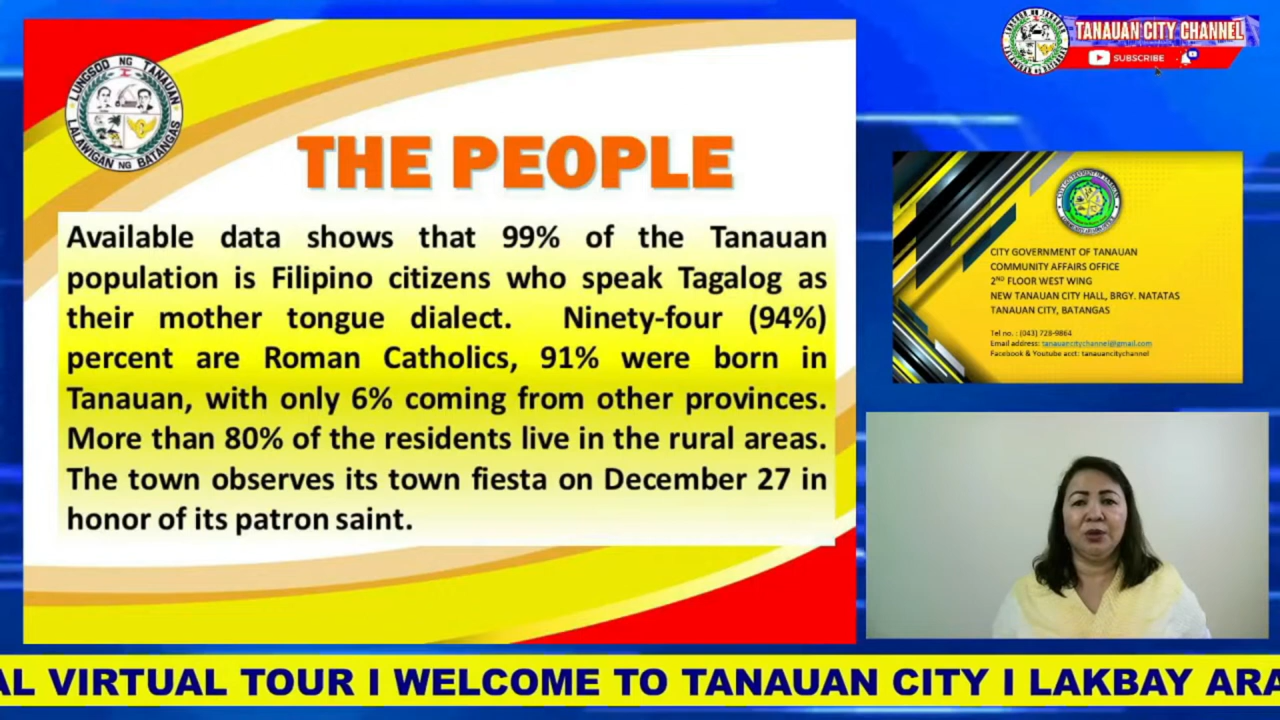 LUNGSOD NG TANAUAN
LALAWIGAN NG BATANGAS
THE PEOPLE
Available data shows that 99% of the Tanauan
population is Filipino citizens who speak Tagalog as
their mother tongue dialect. Ninety-four (94%)
percent are Roman Catholics, 91% were born in
Tanauan, with only 6% coming from other provinces.
More than 80% of the residents live in the rural areas.
The town observes its town fiesta on December 27 in
honor of its patron saint.
TANAUAN CITY CHANNEL
SUBSCRIBE
CITY GOVERNMENT OF TANAUAN
COMMUNITY AFFAIRS OFFICE
2ND FLOOR WEST WING
NEW TANAUAN CITY HALL, BRGY. NATATAS
TANAUAN CITY, BATANGAS
Tel no. : (043) 728-9864
Email address: tanauancitychannel@gmail.com
Facebook & Youtube acct: tanauancitychannel
AL VIRTUAL TOUR I WELCOME TO TANAUAN CITY I LAKBAY ARA